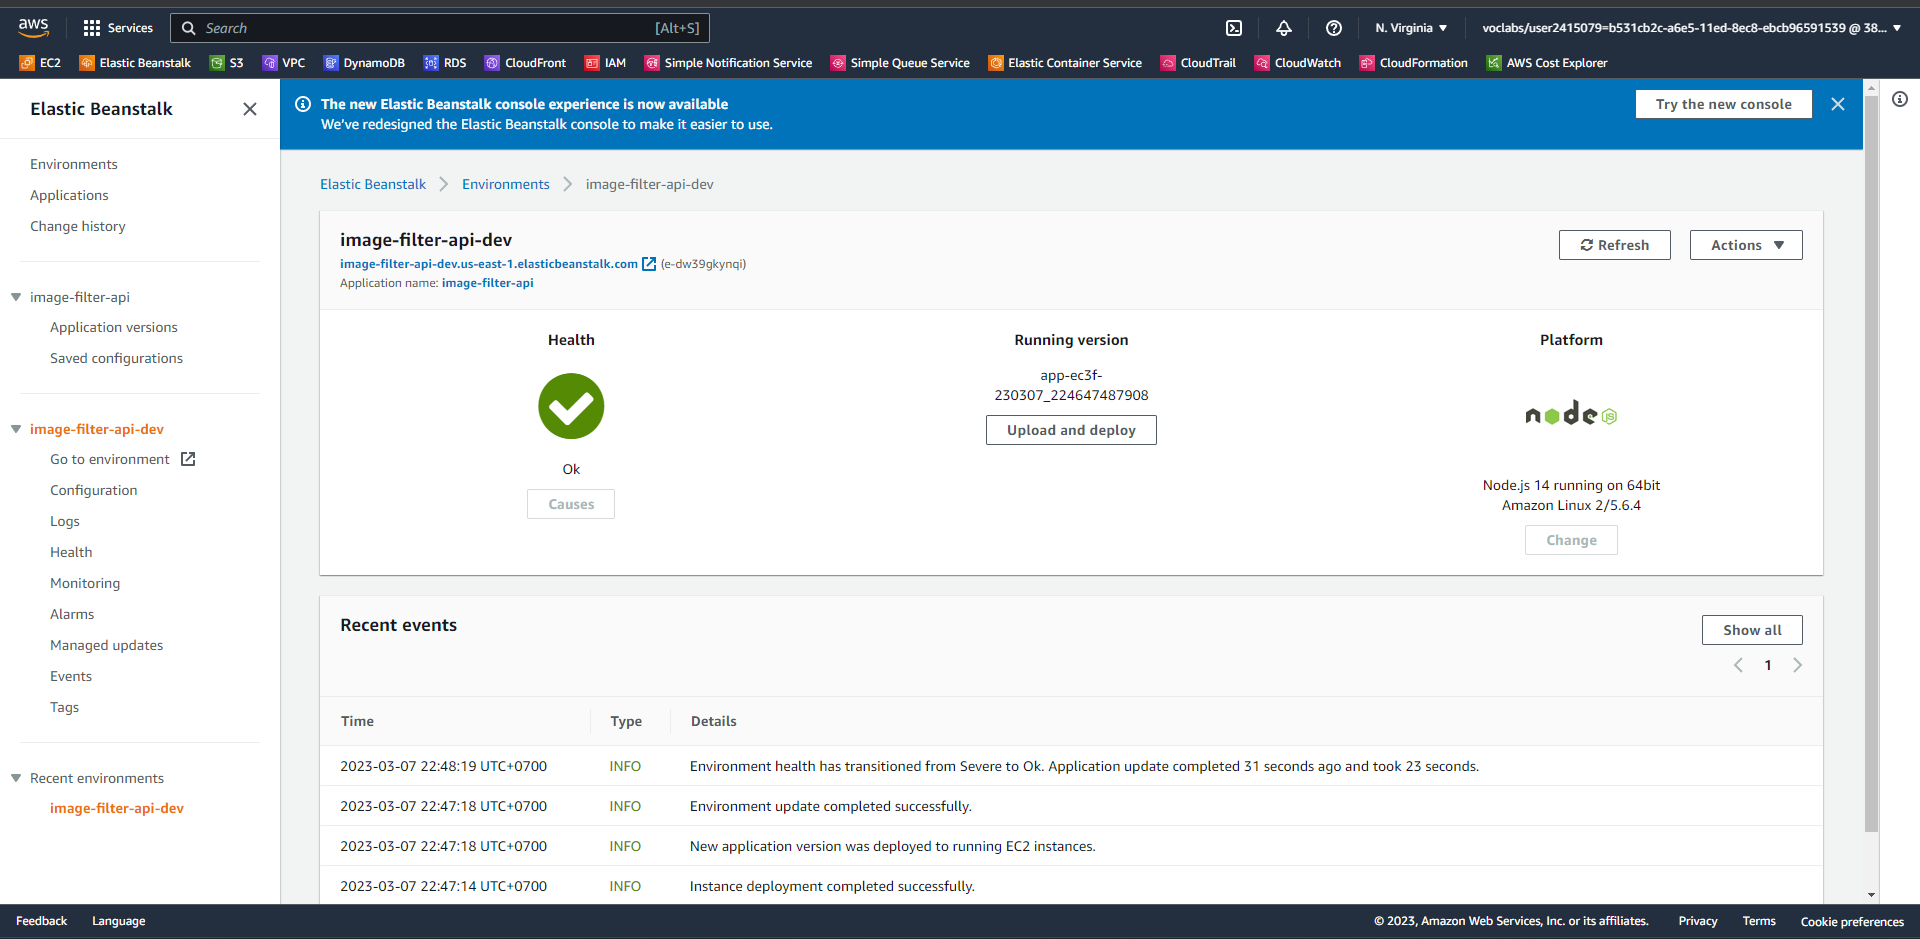 aws
Services
Search
[Alt+S]
N. Virginia
voclabs/user2415079=b531cb2c-a6e5-11ed-8ec8-ebcb96591539 @ 38...
EC2
Elastic Beanstalk
S3
VPC
DynamoDB
RDS
CloudFront
IAM
Simple Notification Service
Simple Queue Service
Elastic Container Service
CloudTrail
CloudWatch
CloudFormation
AWS Cost Explorer
Elastic Beanstalk
Environments
Applications
Change history
image-filter-api
Application versions
Saved configurations
image-filter-api-dev
Go to environment
Configuration
Logs
Health
Monitoring
Alarms
Managed updates
Events
Tags
Recent environments
image-filter-api-dev
The new Elastic Beanstalk console experience is now available
We've redesigned the Elastic Beanstalk console to make it easier to use.
Try the new console
Elastic Beanstalk
Environments
image-filter-api-dev
image-filter-api-dev
image-filter-api-dev.us-east-1.elasticbeanstalk.com (e-dw39gkynqi)
Application name: image-filter-api
Refresh
Actions
Health
Ok
Causes
Running version
app-ec3f-
230307_224647487908
Upload and deploy
Platform
node JS
Node.js 14 running on 64bit
Amazon Linux 2/5.6.4
Change
Recent events
Show all
1
Time Type Details
2023-03-07 22:48:19 UTC+0700 INFO Environment health has transitioned from Severe to Ok. Application update completed 31 seconds ago and took 23 seconds.
2023-03-07 22:47:18 UTC+0700 INFO Environment update completed successfully.
2023-03-07 22:47:18 UTC+0700 INFO New application version was deployed to running EC2 instances.
2023-03-07 22:47:14 UTC+0700 INFO Instance deployment completed successfully.
Feedback
Language
© 2023, Amazon Web Services, Inc. or its affiliates.
Privacy
Terms
Cookie preferences